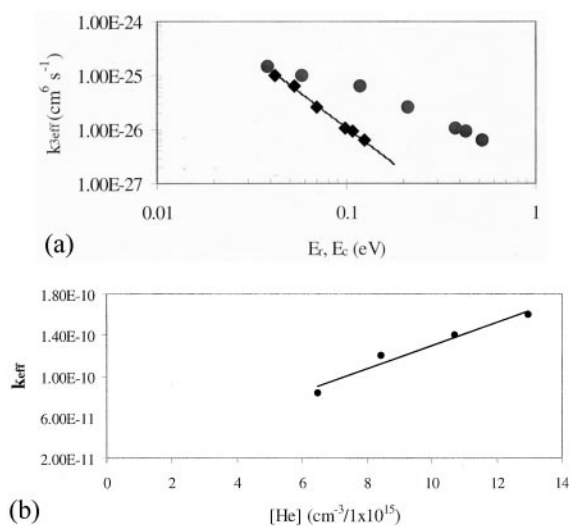 1.00E-24
1.00E-25
1.00E-26
1.00E-27
k3eff (cm6 s-1)
0.01 0.1 1
Er, Ec (eV)
(a)
1.80E-10
1.40E-10
1.00E-10
6.00E-11
2.00E-11
keff
0 2 4 6 8 10 12 14
[He] (cm-3/1x1015)
(b)